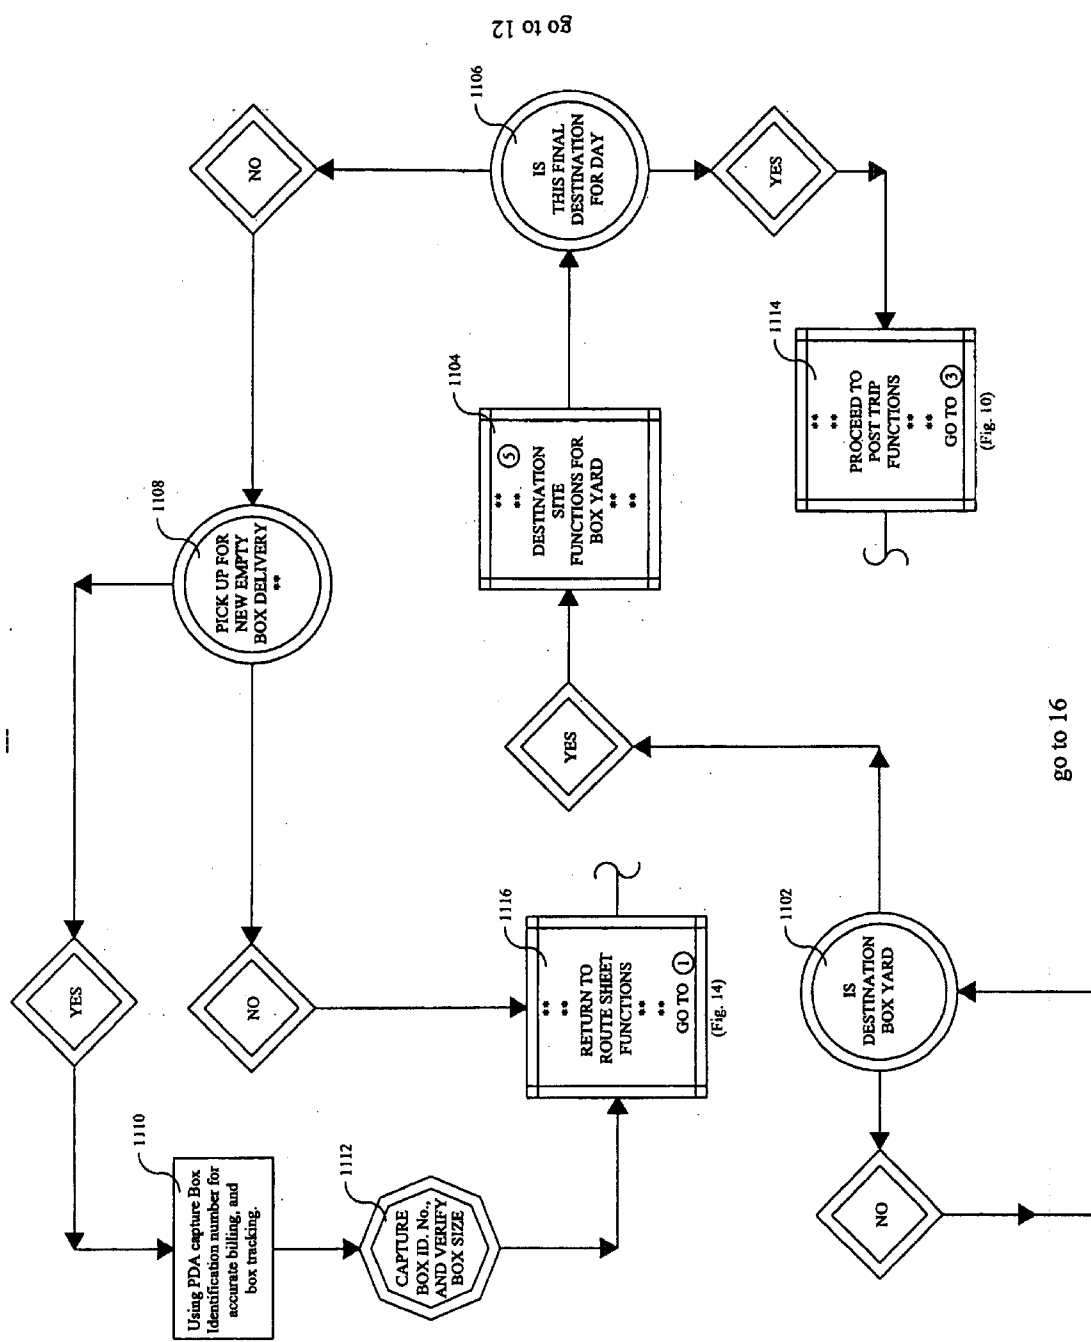 go to 12
1106
IS
THIS FINAL
DESTINATION
FOR DAY
NO
YES
1108
PICK UP FOR
NEW EMPTY
BOX DELIVERY
**
1104
** (5)
**
DESTINATION
SITE
FUNCTIONS FOR
BOX YARD
**
**
1114
**
**
PROCEED TO
POST TRIP
FUNCTIONS
**
**
GO TO (3)
(Fig. 10)
YES
NO
YES
1110
Using PDA capture Box
Identification number for
accurate billing, and
box tracking.
1112
CAPTURE
BOX ID. No.,
AND VERIFY
BOX SIZE
1116
**
**
RETURN TO
ROUTE SHEET
FUNCTIONS
**
**
GO TO (1)
(Fig. 14)
1102
IS
DESTINATION
BOX YARD
NO
go to 16